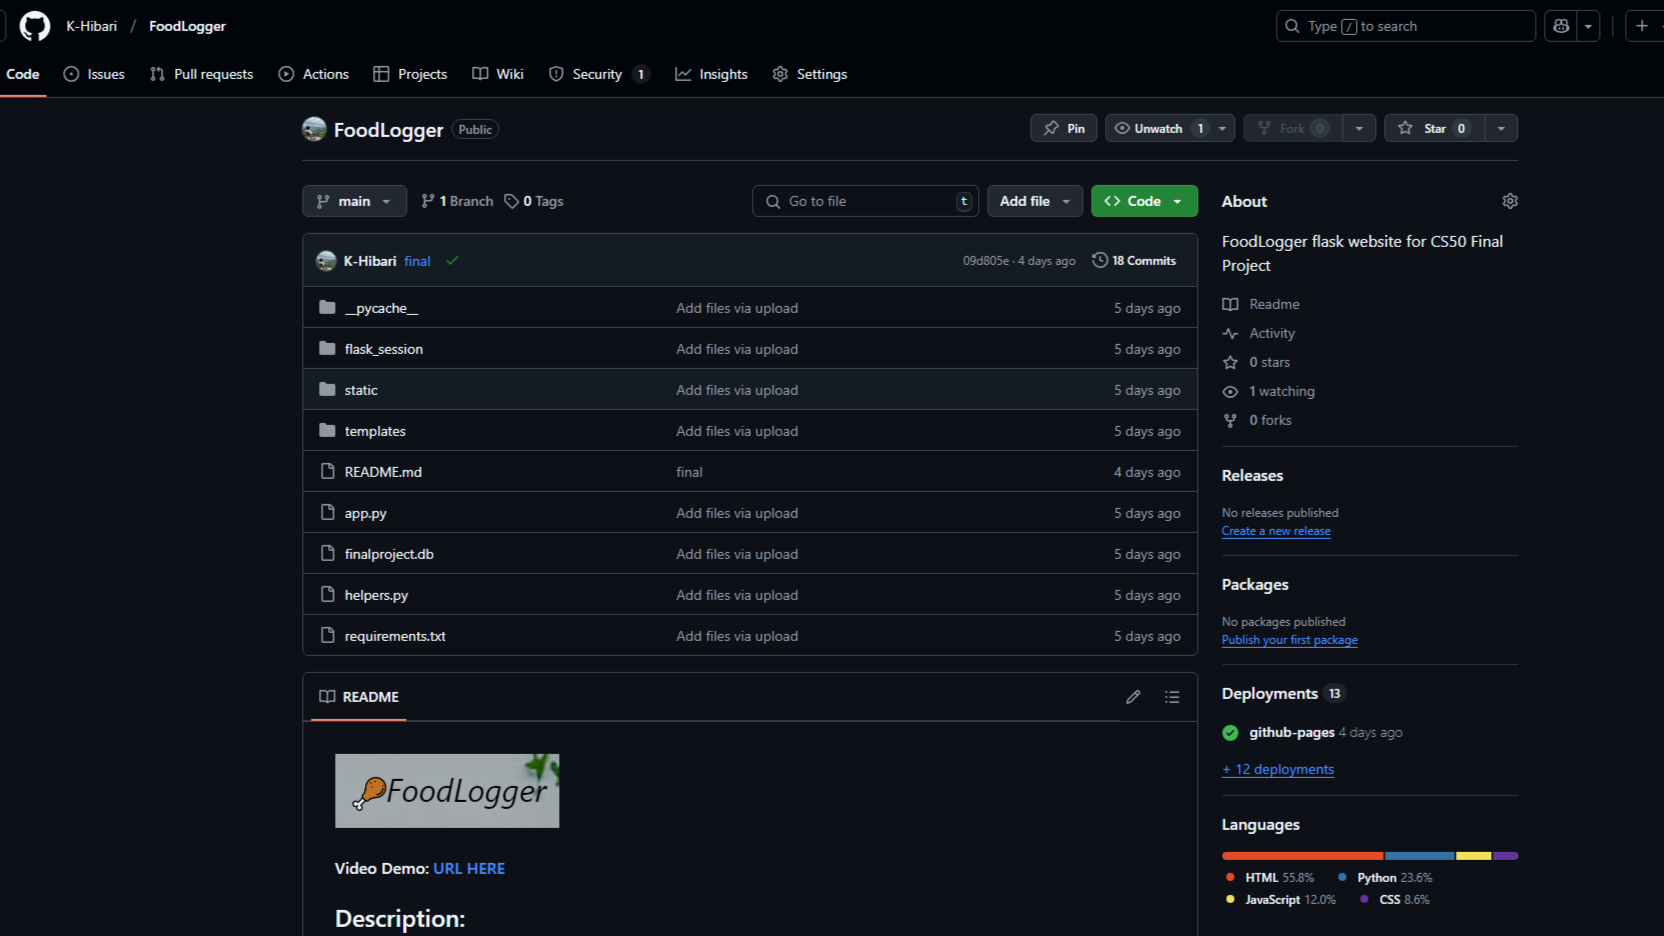 K-Hibari / FoodLogger
Type / to search
Code Issues Pull requests Actions Projects Wiki Security 1 Insights Settings
FoodLogger Public
Pin Unwatch 1 Fork 0 Star 0
main 1 Branch 0 Tags Go to file t Add file Code
K-Hibari final 09d805e · 4 days ago 18 Commits
__pycache__ Add files via upload 5 days ago
flask_session Add files via upload 5 days ago
static Add files via upload 5 days ago
templates Add files via upload 5 days ago
README.md final 4 days ago
app.py Add files via upload 5 days ago
finalproject.db Add files via upload 5 days ago
helpers.py Add files via upload 5 days ago
requirements.txt Add files via upload 5 days ago
README
FoodLogger
Video Demo: URL HERE
Description:
About
FoodLogger flask website for CS50 Final
Project
Readme
Activity
0 stars
1 watching
0 forks
Releases
No releases published
Create a new release
Packages
No packages published
Publish your first package
Deployments 13
github-pages 4 days ago
+ 12 deployments
Languages
HTML 55.8% Python 23.6%
JavaScript 12.0% CSS 8.6%